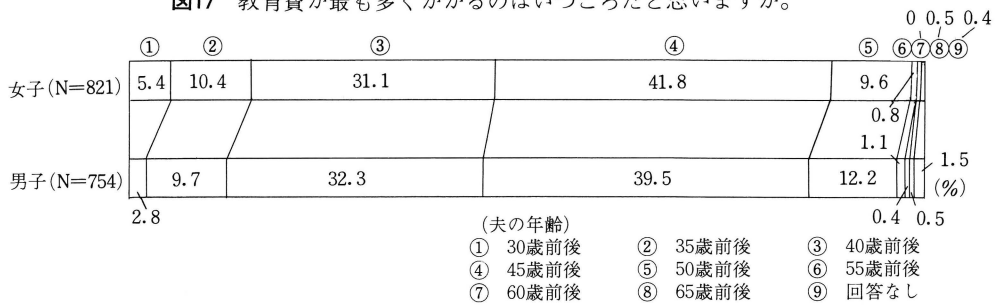 図17 教育費が最も多くかかるのはいつごろだと思いますか。
0 0.5 0.4
① ② ③ ④ ⑤ ⑥⑦⑧⑨
女子(N=821) 5.4 10.4 31.1 41.8 9.6
0.8
1.1
男子(N=754) 9.7 32.3 39.5 12.2 1.5
(%)
2.8 0.4 0.5
(夫の年齢)
① 30歳前後 ② 35歳前後 ③ 40歳前後
④ 45歳前後 ⑤ 50歳前後 ⑥ 55歳前後
⑦ 60歳前後 ⑧ 65歳前後 ⑨ 回答なし